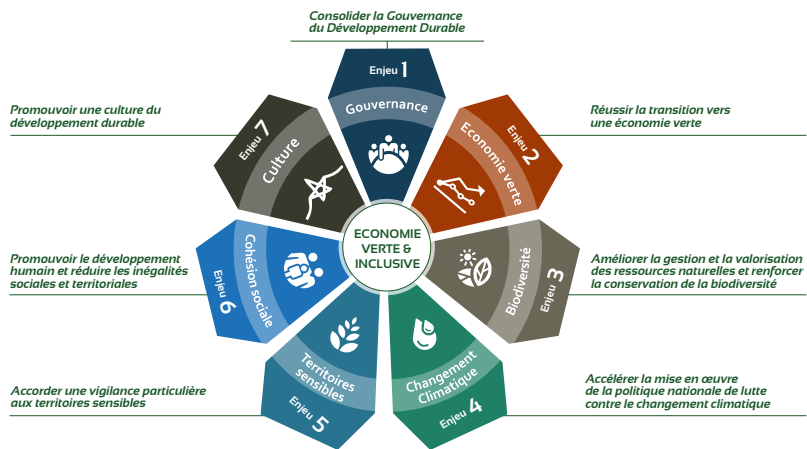 Consolider la Gouvernance
du Développement Durable
Enjeu 1
Gouvernance
Réussir la transition vers
une économie verte
Enjeu 2
Economie verte
Améliorer la gestion et la valorisation
des ressources naturelles et renforcer
la conservation de la biodiversité
Enjeu 3
Biodiversité
Accélérer la mise en œuvre
de la politique nationale de lutte
contre le changement climatique
Changement
Climatique
Enjeu 4
Accorder une vigilance particulière
aux territoires sensibles
Territoires
sensibles
Enjeu 5
Promouvoir le développement
humain et réduire les inégalités
sociales et territoriales
Enjeu 6
Cohésion sociale
Promouvoir une culture du
développement durable
Enjeu 7
Culture
ECONOMIE
VERTE &
INCLUSIVE